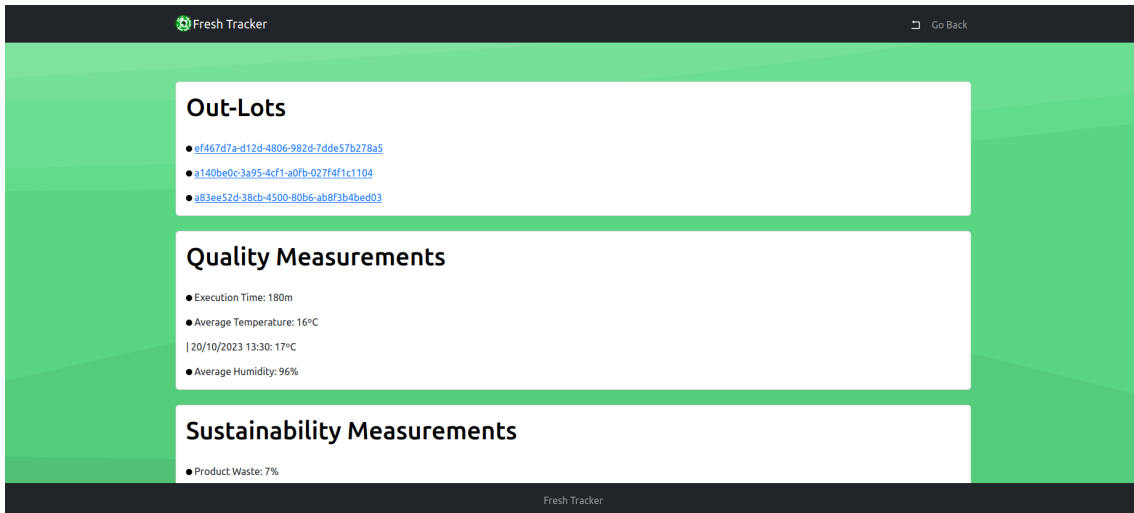 Fresh Tracker
Go Back
Out-Lots
ef467d7a-d12d-4806-982d-7dde57b278a5
a140be0c-3a95-4cf1-a0fb-027f4f1c1104
a83ee52d-38cb-4500-80b6-ab8f3b4bed03
Quality Measurements
Execution Time: 180m
Average Temperature: 16ºC
| 20/10/2023 13:30: 17ºC
Average Humidity: 96%
Sustainability Measurements
Product Waste: 7%
Fresh Tracker